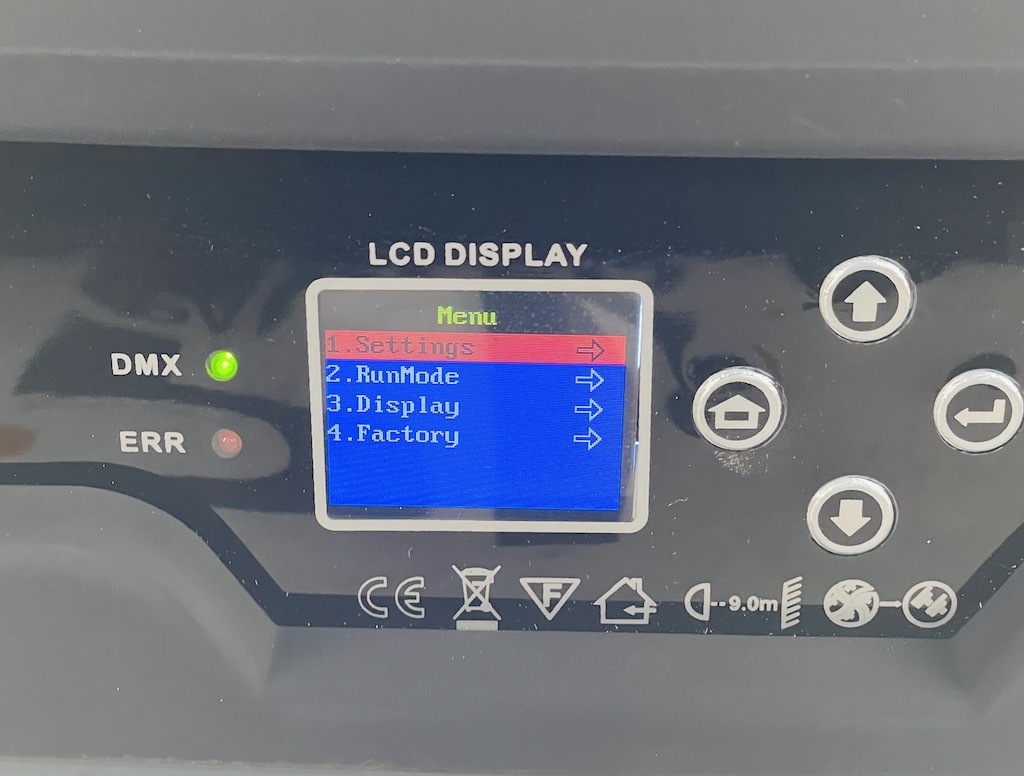 LCD DISPLAY
Menu
1.Settings
2.RunMode
3.Display
4.Factory
DMX
ERR
CE
F
9.0m